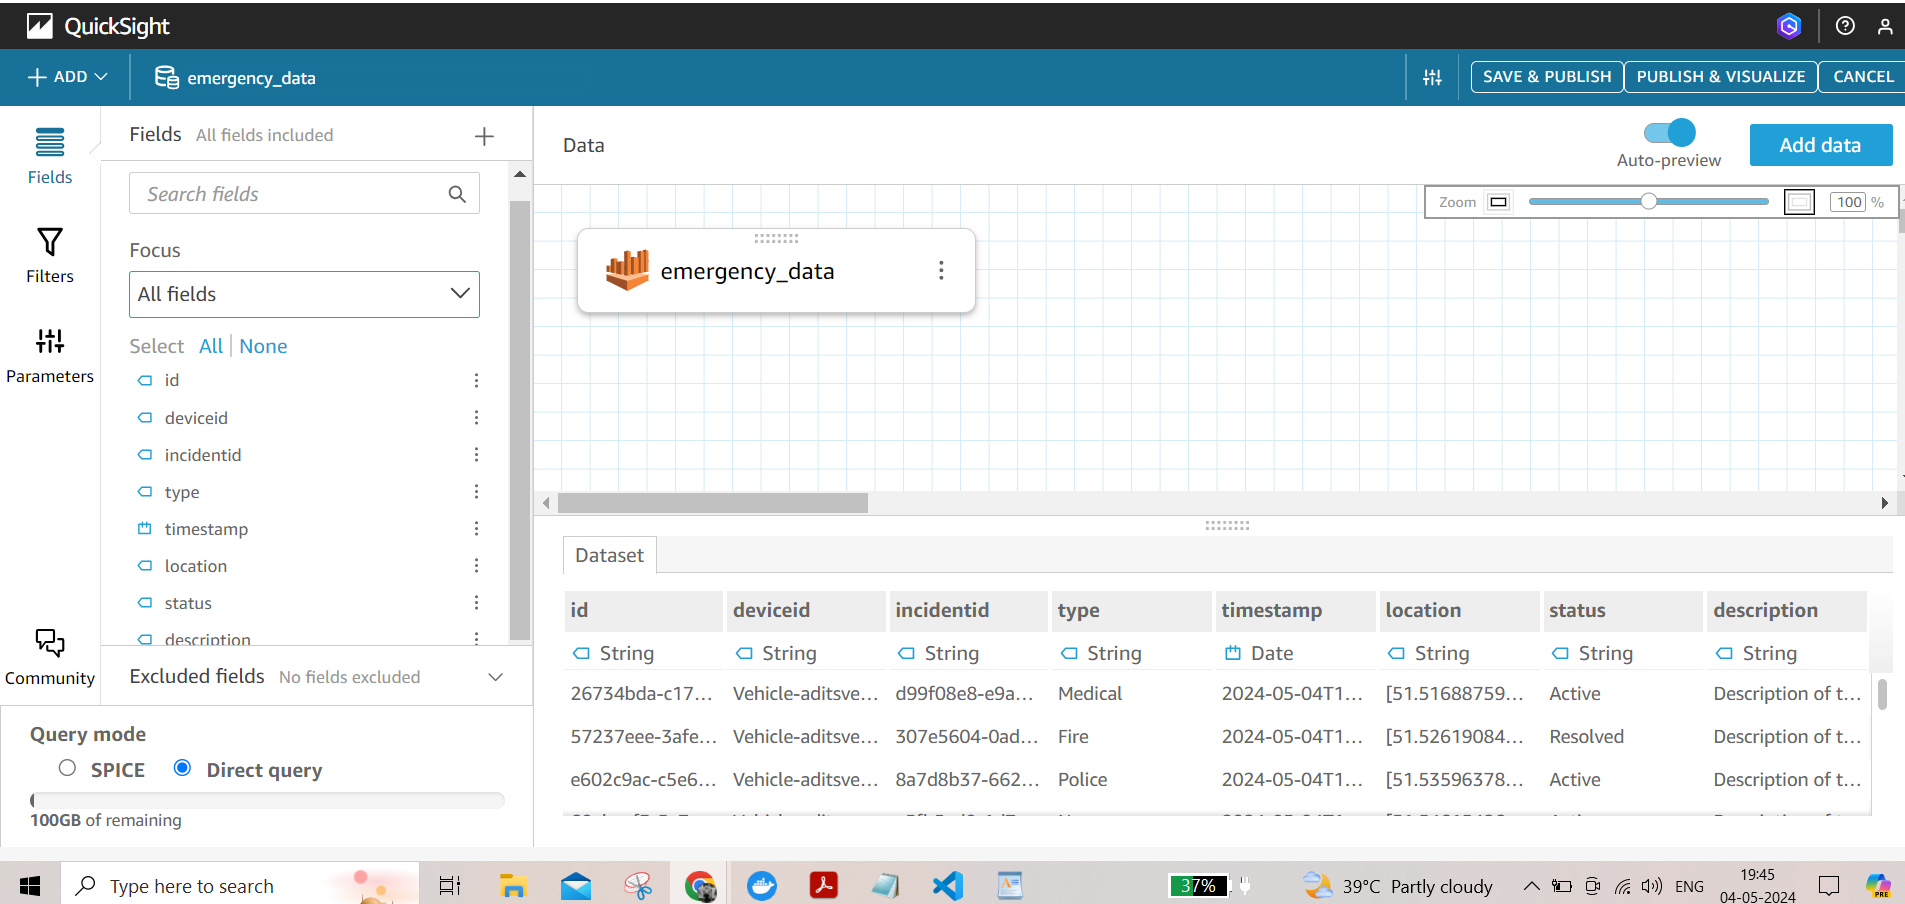 QuickSight
ADD
emergency_data
SAVE & PUBLISH
PUBLISH & VISUALIZE
CANCEL
Fields
Filters
Parameters
Community
Fields All fields included
Search fields
Focus
All fields
Select All None
id
deviceid
incidentid
type
timestamp
location
status
description
Excluded fields No fields excluded
Query mode
SPICE Direct query
100GB of remaining
Data
Auto-preview
Add data
Zoom 100 %
emergency_data
Dataset
id deviceid incidentid type timestamp location status description
String String String String Date String String String
26734bda-c17... Vehicle-aditsve... d99f08e8-e9a... Medical 2024-05-04T1... [51.51688759... Active Description of t...
57237eee-3afe... Vehicle-aditsve... 307e5604-0ad... Fire 2024-05-04T1... [51.52619084... Resolved Description of t...
e602c9ac-c5e6... Vehicle-aditsve... 8a7d8b37-662... Police 2024-05-04T1... [51.53596378... Active Description of t...
Type here to search
37%
39°C Partly cloudy
ENG
19:45
04-05-2024
PRE